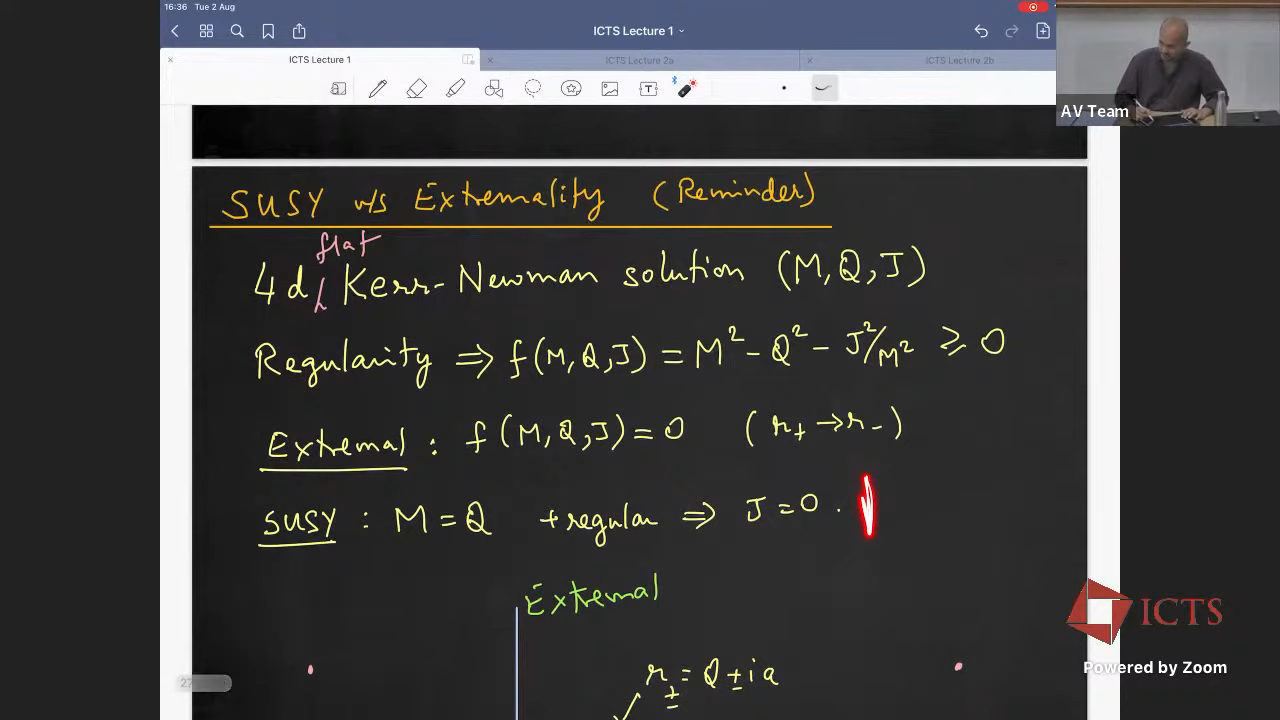 16:36 Tue 2 Aug
ICTS Lecture 1
ICTS Lecture 1
ICTS Lecture 2a
ICTS Lecture 2b
AV Team
SUSY v/s Extremality (Reminder)
flat
4d Kerr-Newman solution (M,Q,J)
Regularity ⇒ f(M,Q,J) = M² - Q² - J²/M² ≥ 0
Extremal : f(M,Q,J) = 0 (r₊ → r₋)
SUSY : M = Q + regular ⇒ J = 0 .
Extremal
r± = Q ± ia
27
ICTS
Powered by Zoom